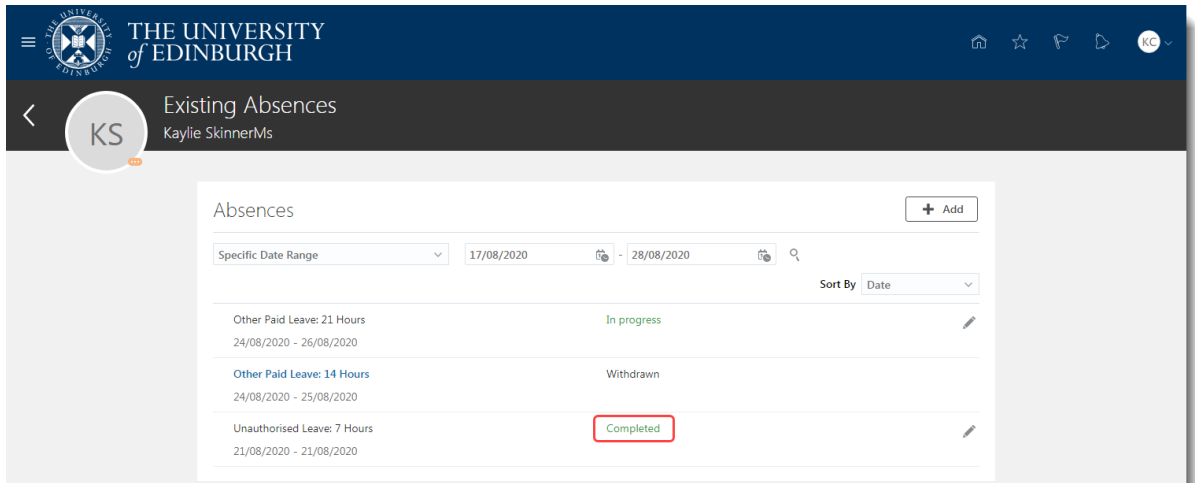 THE UNIVERSITY
of EDINBURGH
KC
KS
Existing Absences
Kaylie SkinnerMs
Absences
+ Add
Specific Date Range
17/08/2020 - 28/08/2020
Sort By Date
Other Paid Leave: 21 Hours In progress
24/08/2020 - 26/08/2020
Other Paid Leave: 14 Hours Withdrawn
24/08/2020 - 25/08/2020
Unauthorised Leave: 7 Hours Completed
21/08/2020 - 21/08/2020